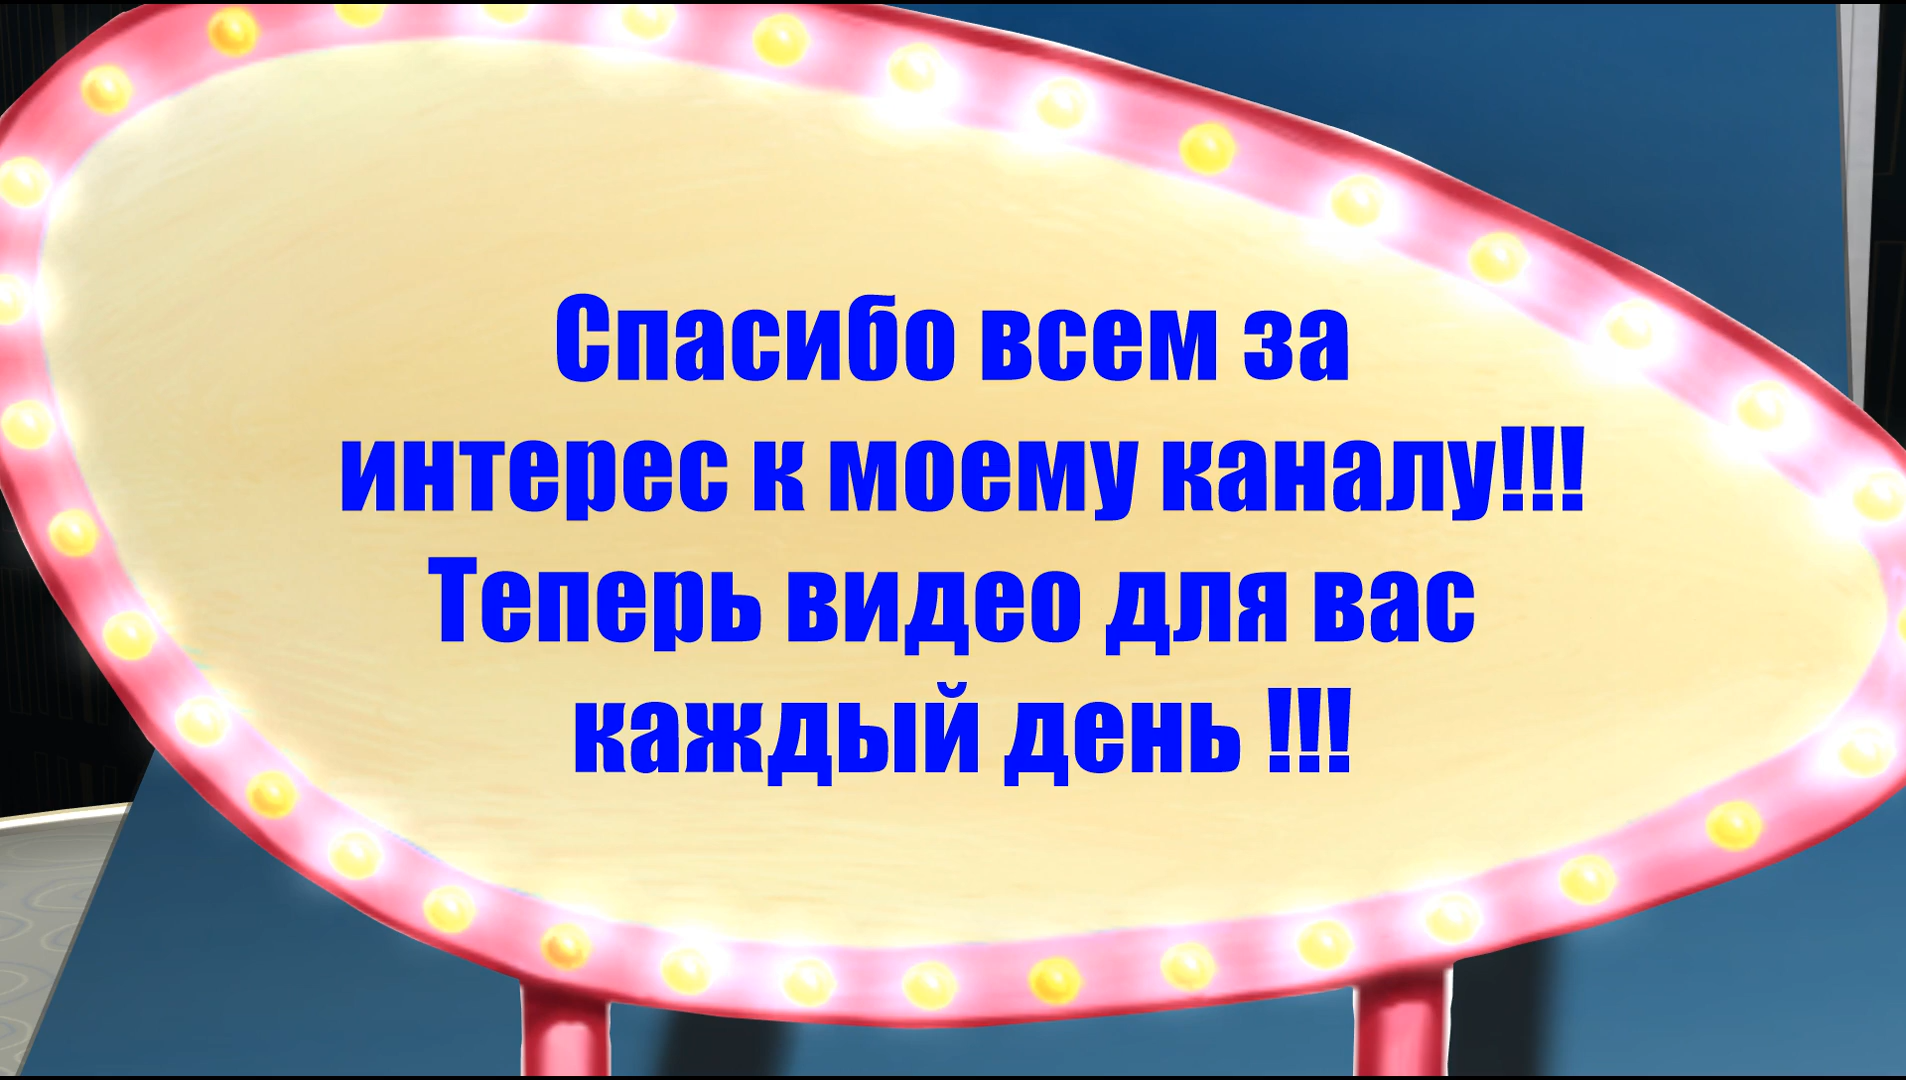 Спасибо всем за
интерес к моему каналу!!!
Теперь видео для вас
каждый день !!!